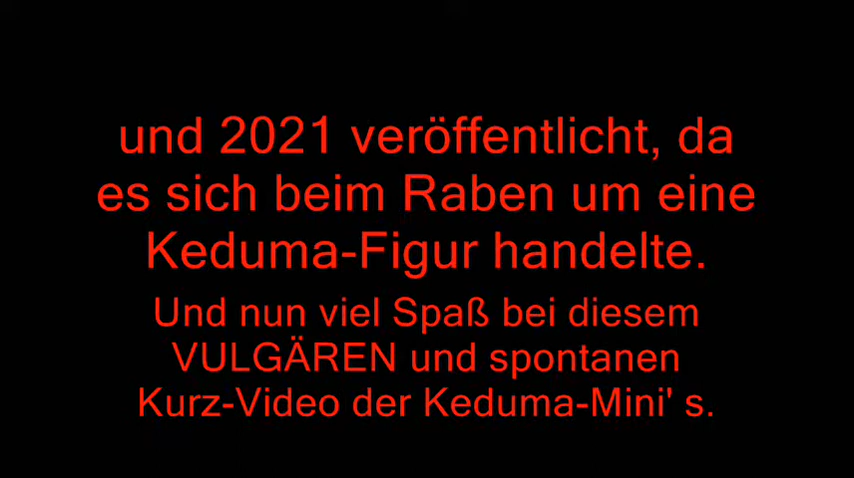 und 2021 veröffentlicht, da
es sich beim Raben um eine
Keduma-Figur handelte.
Und nun viel Spaß bei diesem
VULGÄREN und spontanen
Kurz-Video der Keduma-Mini' s.